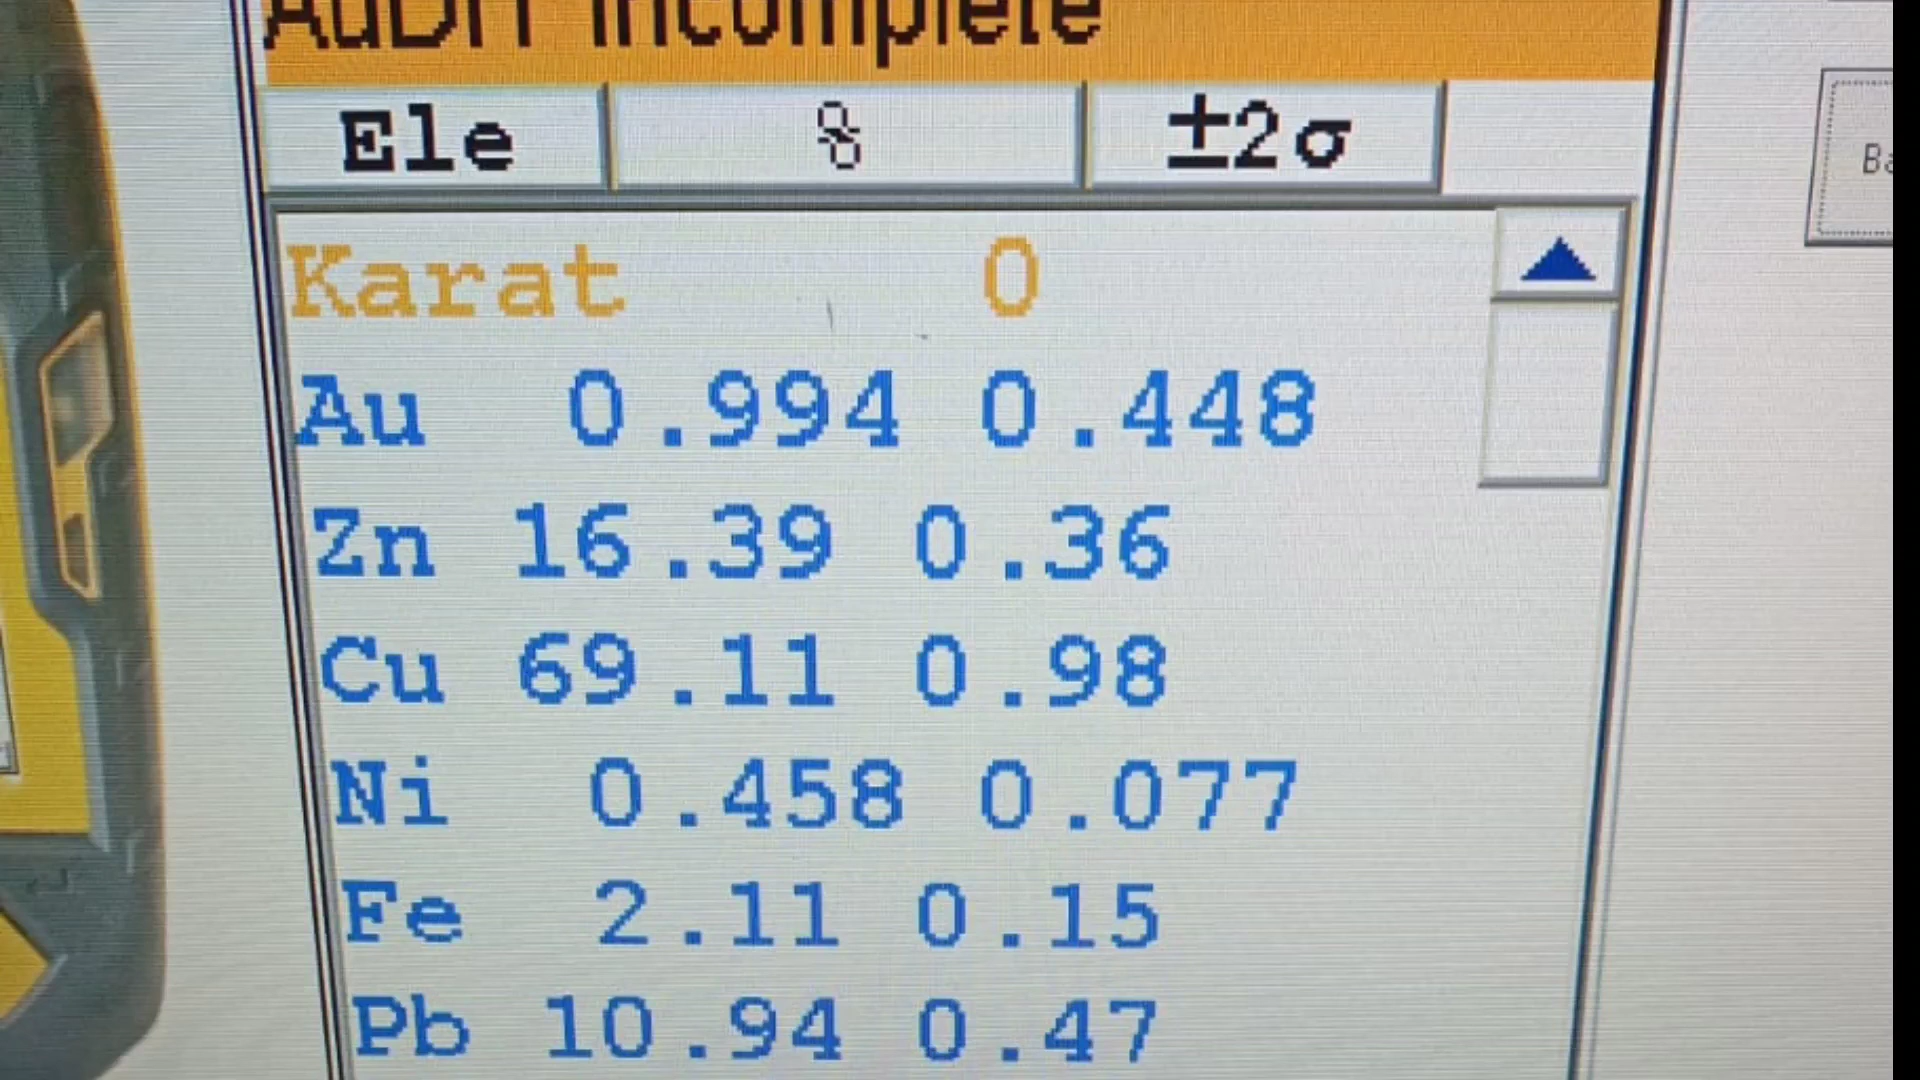 Incomplete
Ele % ±2σ
Karat 0
Au 0.994 0.448
Zn 16.39 0.36
Cu 69.11 0.98
Ni 0.458 0.077
Fe 2.11 0.15
Pb 10.94 0.47